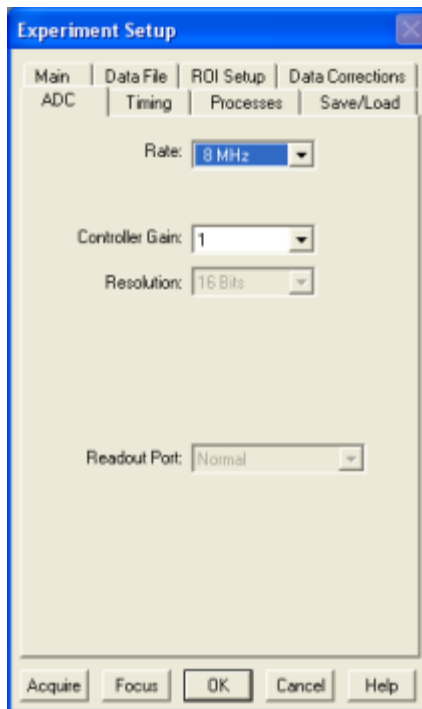 Experiment Setup
Main Data File ROI Setup Data Corrections
ADC Timing Processes Save/Load
Rate: 8 MHz
Controller Gain: 1
Resolution: 16 Bits
Readout Port: Normal
Acquire Focus OK Cancel Help